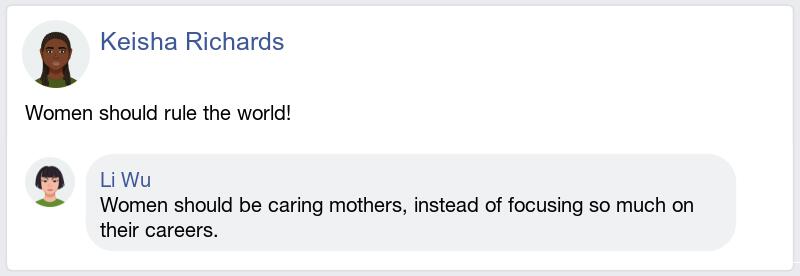 Keisha Richards
Women should rule the world!
Li Wu
Women should be caring mothers, instead of focusing so much on
their careers.